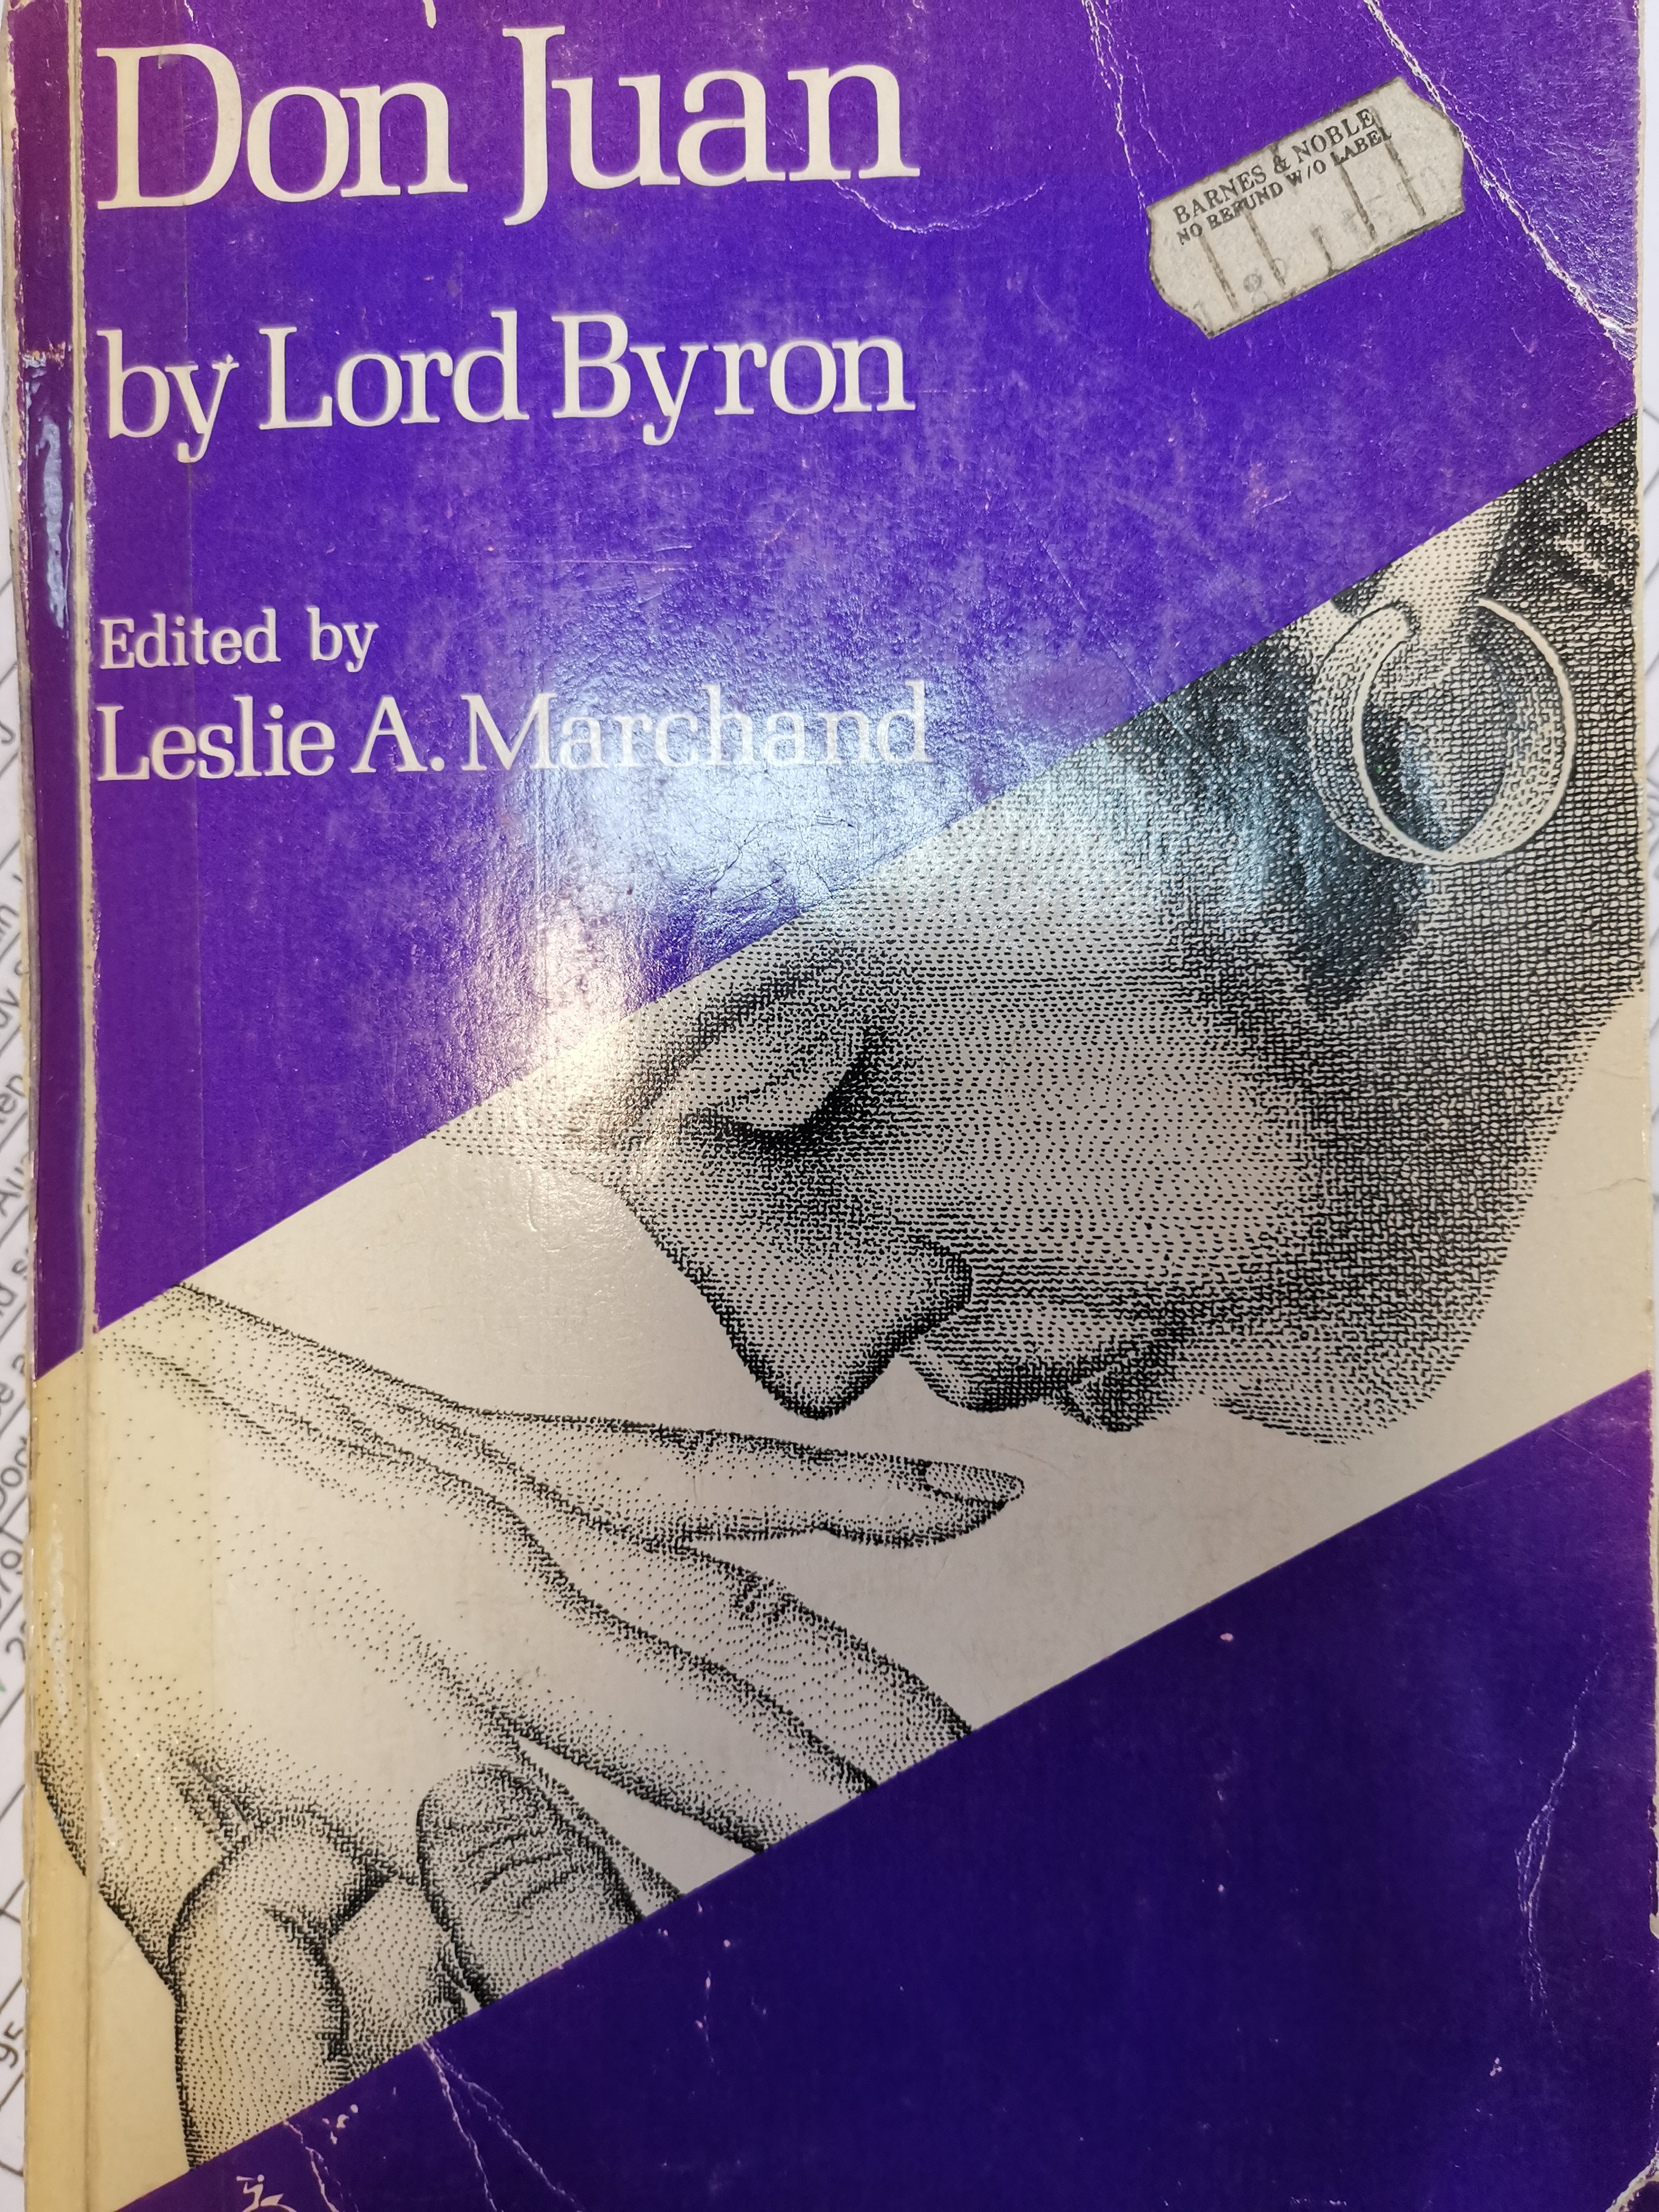 Don Juan
by Lord Byron
Edited by
Leslie A. Marchand
BARNES & NOBLE
NO REFUND W/O LABEL